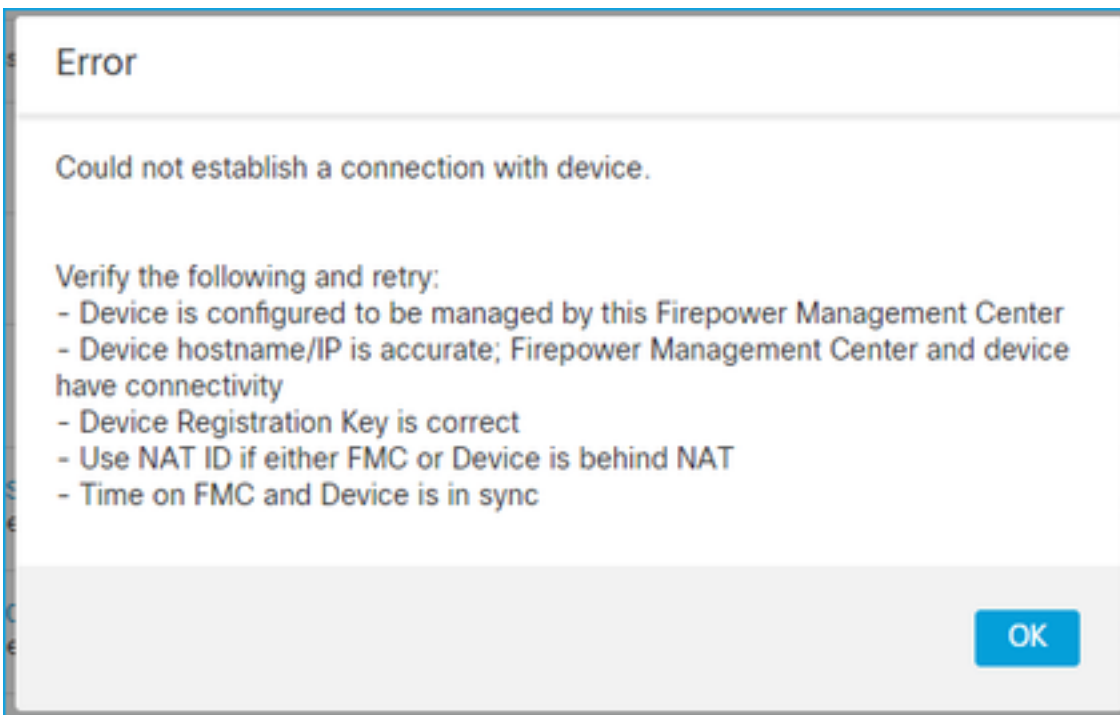 Error
Could not establish a connection with device.
Verify the following and retry:
- Device is configured to be managed by this Firepower Management Center
- Device hostname/IP is accurate; Firepower Management Center and device
have connectivity
- Device Registration Key is correct
- Use NAT ID if either FMC or Device is behind NAT
- Time on FMC and Device is in sync
OK